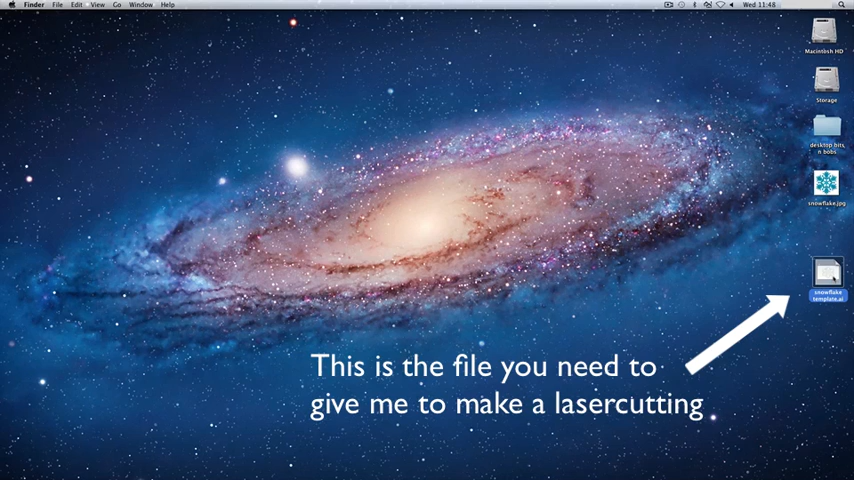 Finder File Edit View Go Window Help
Wed 11:48
Macintosh HD
Storage
desktop bits
n bobs
snowflake.jpg
snowflake
template.ai
This is the file you need to
give me to make a lasercutting